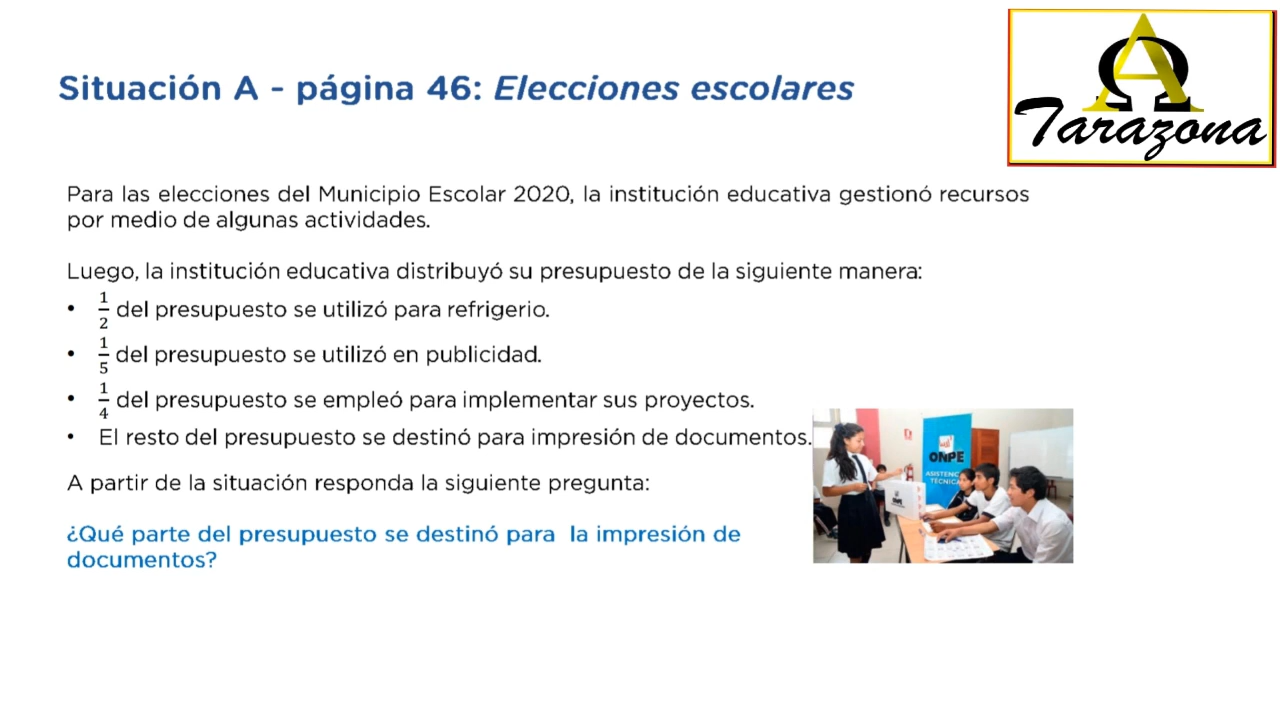 Situación A - página 46: Elecciones escolares
A
Ω
Tarazona
Para las elecciones del Municipio Escolar 2020, la institución educativa gestionó recursos
por medio de algunas actividades.
Luego, la institución educativa distribuyó su presupuesto de la siguiente manera:
• 1/2 del presupuesto se utilizó para refrigerio.
• 1/5 del presupuesto se utilizó en publicidad.
• 1/4 del presupuesto se empleó para implementar sus proyectos.
• El resto del presupuesto se destinó para impresión de documentos.
A partir de la situación responda la siguiente pregunta:
¿Qué parte del presupuesto se destinó para la impresión de
documentos?
ONPE
ASISTENCIA
TÉCNICA
ONPE